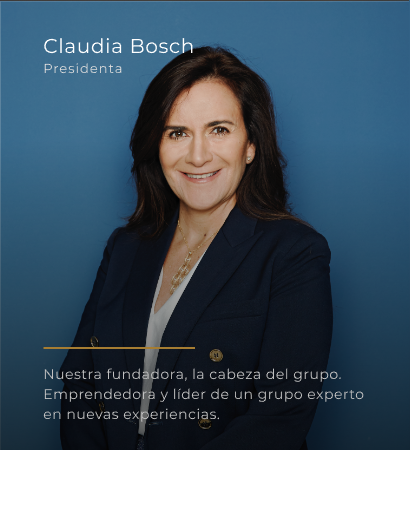 Claudia Bosch
Presidenta
Nuestra fundadora, la cabeza del grupo.
Emprendedora y líder de un grupo experto
en nuevas experiencias.